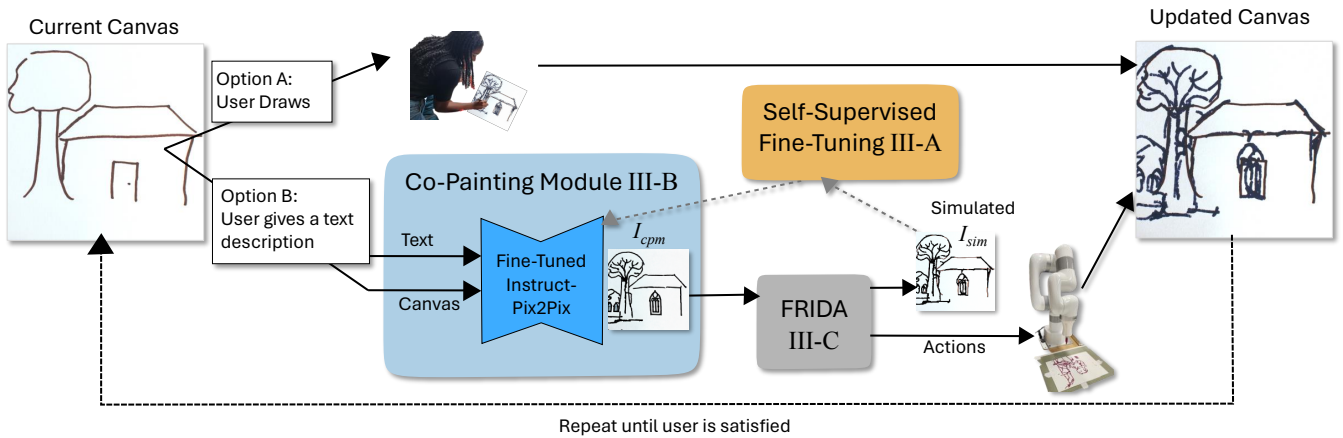 Current Canvas
Updated Canvas
Option A:
User Draws
Self-Supervised
Fine-Tuning III-A
Co-Painting Module III-B
Option B:
User gives a text
description
Simulated
I_sim
Text
I_cpm
Fine-Tuned
Instruct-
Pix2Pix
Canvas
FRIDA
III-C
Actions
Repeat until user is satisfied